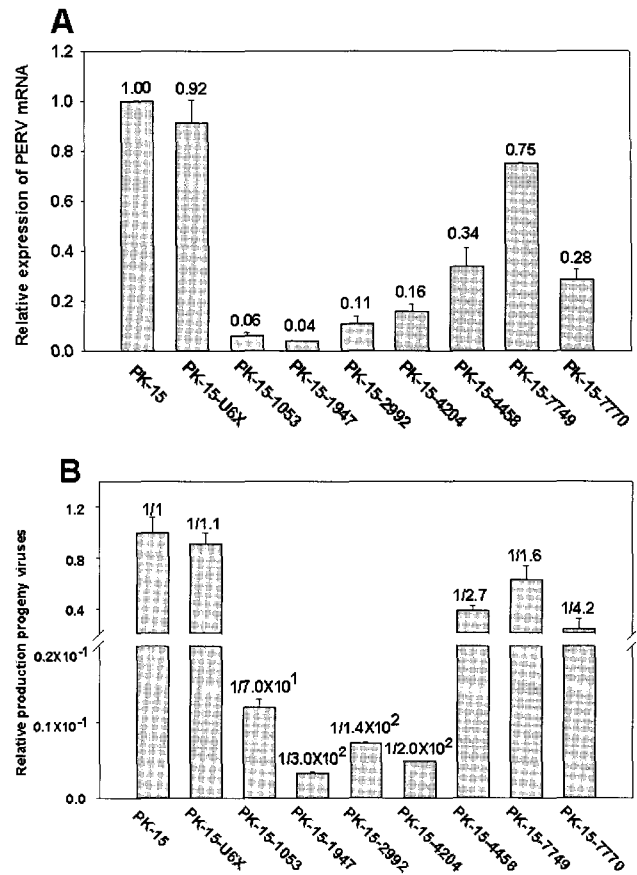 A
Relative expression of PERV mRNA
1.2
1.0
0.8
0.6
0.4
0.2
0.0
1.00
0.92
0.06
0.04
0.11
0.16
0.34
0.75
0.28
PK-15
PK-15-U6X
PK-15-1053
PK-15-1947
PK-15-2992
PK-15-4204
PK-15-4458
PK-15-7749
PK-15-7770
B
Relative production progeny viruses
1.2
0.8
0.4
0.2X10⁻¹
0.1X10⁻¹
0.0
1/1
1/1.1
1/7.0X10¹
1/3.0X10²
1/1.4X10²
1/2.0X10²
1/2.7
1/1.6
1/4.2
PK-15
PK-15-U6X
PK-15-1053
PK-15-1947
PK-15-2992
PK-15-4204
PK-15-4458
PK-15-7749
PK-15-7770